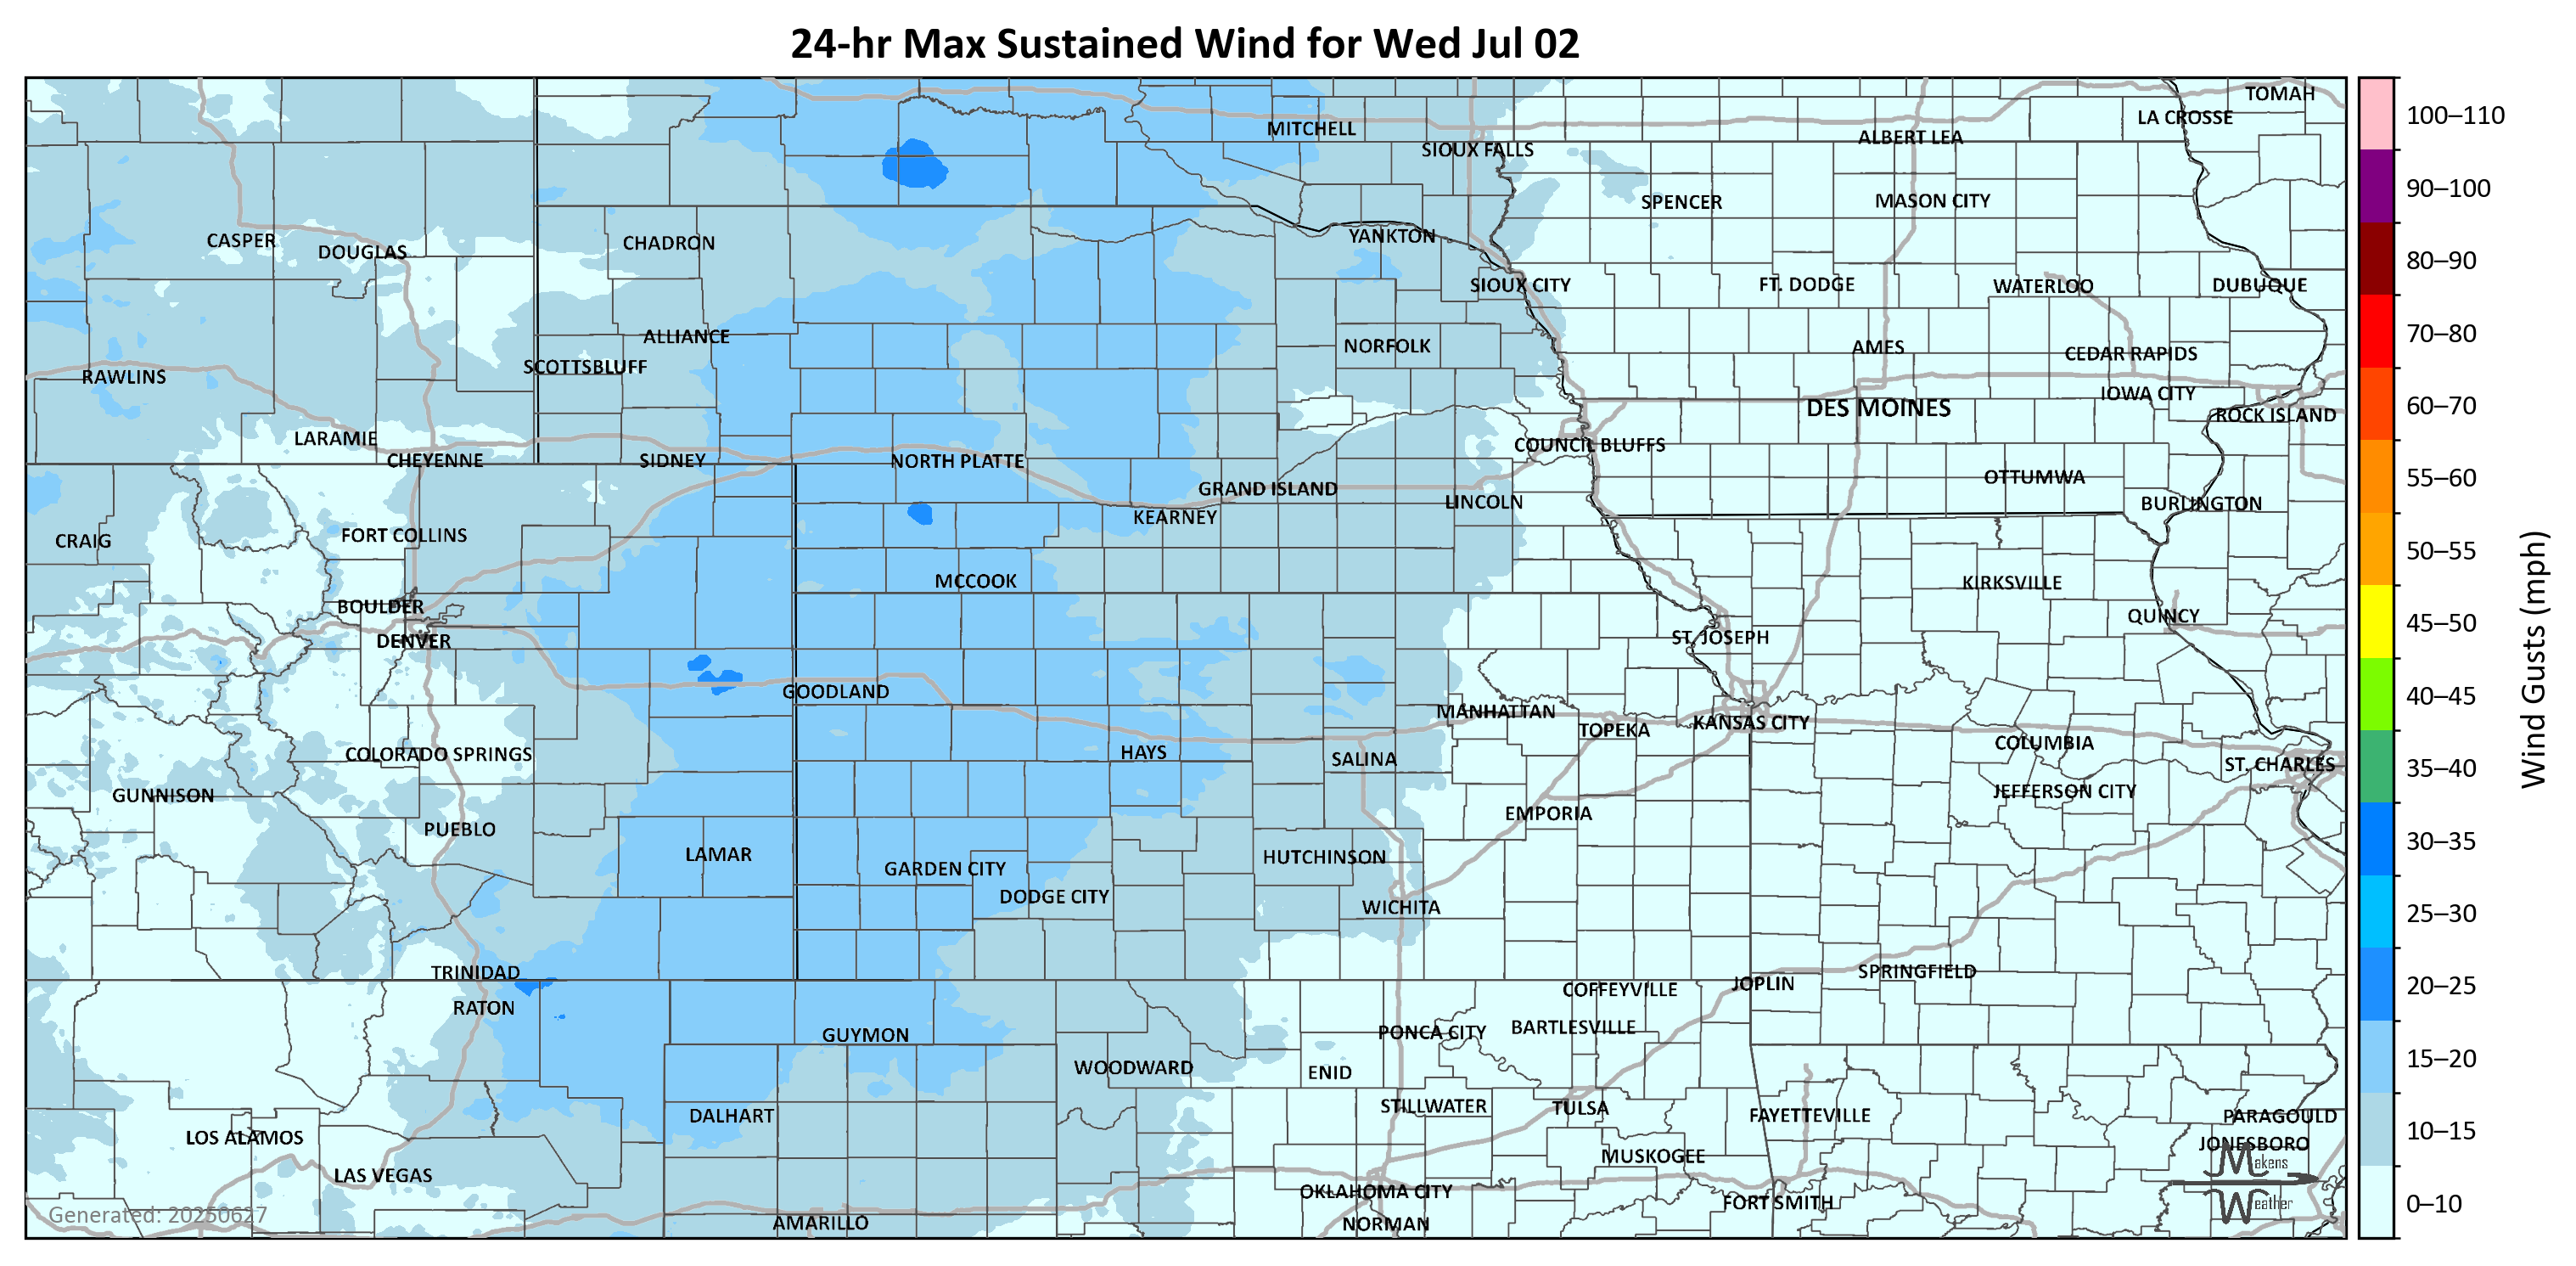 24-hr Max Sustained Wind for Wed Jul 02
TOMAH
LA CROSSE
MITCHELL
ALBERT LEA
SIOUX FALLS
SPENCER
MASON CITY
CASPER
DOUGLAS
CHADRON
YANKTON
SIOUX CITY
FT. DODGE
WATERLOO
DUBUQUE
ALLIANCE
NORFOLK
AMES
CEDAR RAPIDS
SCOTTSBLUFF
RAWLINS
IOWA CITY
DES MOINES
ROCK ISLAND
LARAMIE
COUNCIL BLUFFS
CHEYENNE
SIDNEY
NORTH PLATTE
OTTUMWA
GRAND ISLAND
LINCOLN
BURLINGTON
KEARNEY
FORT COLLINS
CRAIG
MCCOOK
KIRKSVILLE
BOULDER
QUINCY
DENVER
ST. JOSEPH
GOODLAND
MANHATTAN
TOPEKA
KANSAS CITY
COLUMBIA
COLORADO SPRINGS
HAYS
SALINA
ST. CHARLES
GUNNISON
JEFFERSON CITY
EMPORIA
PUEBLO
LAMAR
HUTCHINSON
GARDEN CITY
DODGE CITY
WICHITA
TRINIDAD
SPRINGFIELD
JOPLIN
COFFEYVILLE
RATON
GUYMON
PONCA CITY
BARTLESVILLE
WOODWARD
ENID
STILLWATER
TULSA
DALHART
FAYETTEVILLE
PARAGOULD
LOS ALAMOS
JONESBORO
MUSKOGEE
LAS VEGAS
OKLAHOMA CITY
FORT SMITH
AMARILLO
NORMAN
Generated: 20250627
Makens
Weather
100–110
90–100
80–90
70–80
60–70
55–60
50–55
45–50
40–45
35–40
30–35
25–30
20–25
15–20
10–15
0–10
Wind Gusts (mph)